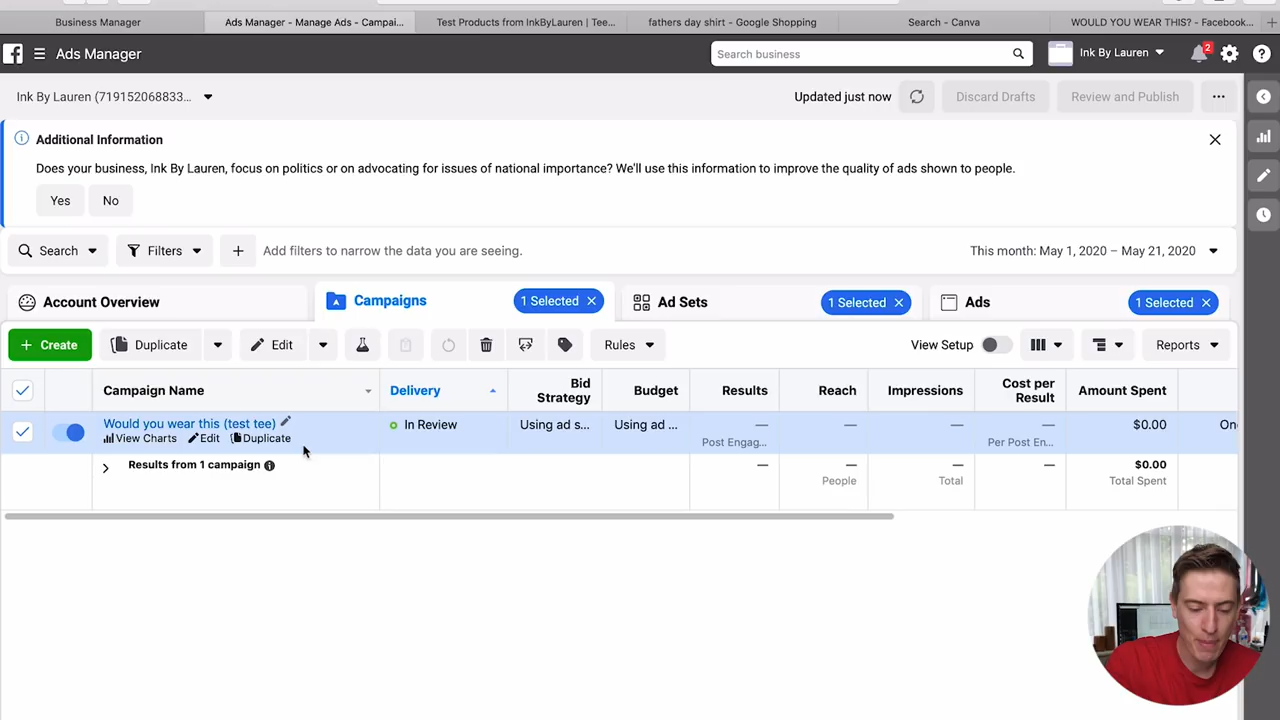 Business Manager
Ads Manager - Manage Ads - Campai...
Test Products from InkByLauren | Tee...
fathers day shirt - Google Shopping
Search - Canva
WOULD YOU WEAR THIS? - Facebook...
Ads Manager
Search business
Ink By Lauren
2
Ink By Lauren (719152068833...
Updated just now
Discard Drafts
Review and Publish
Additional Information
Does your business, Ink By Lauren, focus on politics or on advocating for issues of national importance? We'll use this information to improve the quality of ads shown to people.
Yes
No
Search
Filters
Add filters to narrow the data you are seeing.
This month: May 1, 2020 – May 21, 2020
Account Overview
Campaigns
1 Selected
Ad Sets
1 Selected
Ads
1 Selected
+ Create
Duplicate
Edit
Rules
View Setup
Reports
Campaign Name
Delivery
Bid
Strategy
Budget
Results
Reach
Impressions
Cost per
Result
Amount Spent
Would you wear this (test tee)
View Charts
Edit
Duplicate
In Review
Using ad s...
Using ad ...
—
Post Engag...
—
—
—
Per Post En...
$0.00
On
Results from 1 campaign
—
—
People
—
Total
—
$0.00
Total Spent